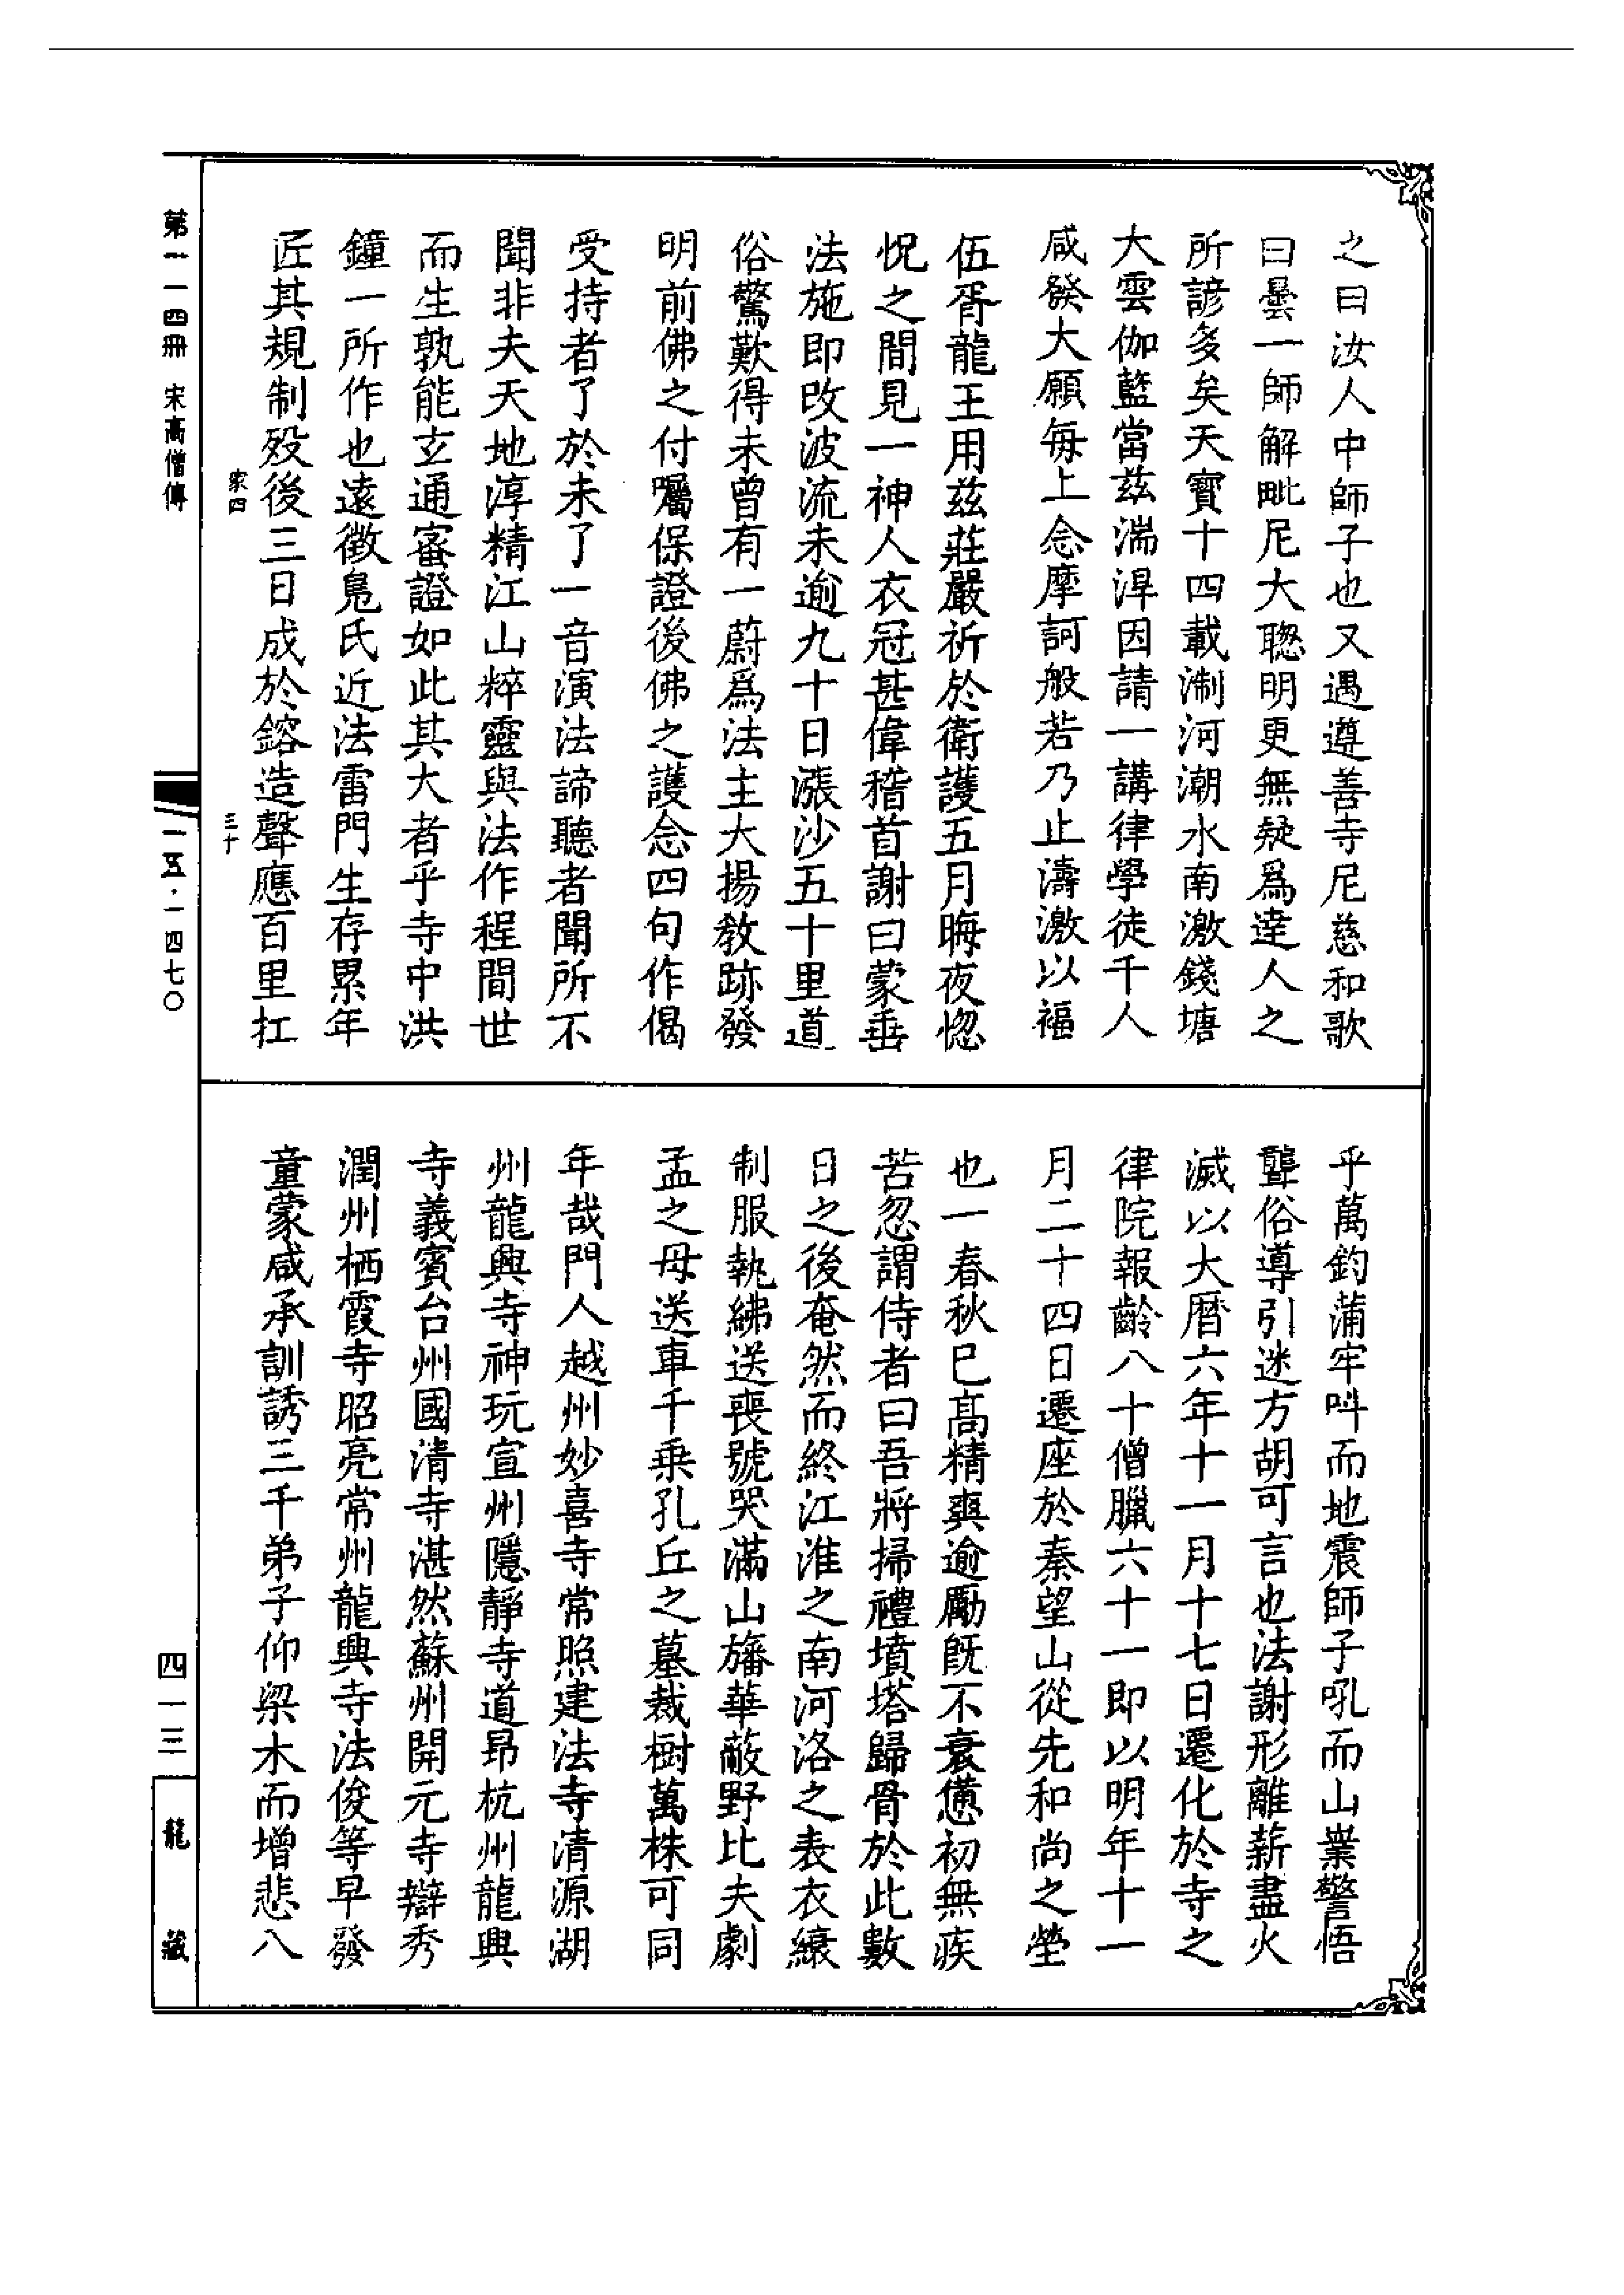 之曰汝人中師子也又遇遵善寺尼慈和歌
曰曇一師解毗尼大聰明更無疑爲達人之
所諺多矣天寶十四載淛河潮水南激錢塘
大雲伽藍當茲湍浬因請一講律學徒千人
咸發大願每上念摩訶般若乃止濤激以福
伍胥龍王用茲莊嚴祈於衛護五月晦夜惚
怳之間見一神人衣冠甚偉稽首謝曰蒙垂
法施即改波流未逾九十日漲沙五十里道
俗驚歎得未曾有一蔚爲法主大揚教跡發
明前佛之付囑保證後佛之護念四句作偈
受持者了於未了一音演法諦聽者聞所不
聞非夫天地淳精江山粹靈與法作程間世
而生孰能玄通密證如此其大者乎寺中洪
鐘一所作也遠徵鳧氏近法雷門生存累年
匠其規制殁後三日成於鎔造聲應百里扛
乎萬鈞蒲牢吽而地震師子吼而山業警悟
聾俗導引迷方胡可言也法謝形離薪盡火
滅以大曆六年十一月十七日遷化於寺之
律院報齡八十僧臘六十一即以明年十一
月二十四日遷座於秦望山從先和尚之塋
也一春秋已高精爽逾勵既不衰憊初無疾
苦忽謂侍者曰吾將掃禮墳塔歸骨於此數
日之後奄然而終江淮之南河洛之表衣縗
制服執紼送喪號哭滿山旛華蔽野比夫劇
孟之母送車千乘孔丘之墓栽樹萬株可同
年哉門人越州妙喜寺常照建法寺清源湖
州龍興寺神玩宣州隱靜寺道昂杭州龍興
寺義賓台州國清寺湛然蘇州開元寺辯秀
潤州栖霞寺昭亮常州龍興寺法俊等早發
童蒙咸承訓誘三千弟子仰梁木而增悲八
第一一四冊 宋高僧傳
家四
三十
一五·一四七〇
四一三
龍藏